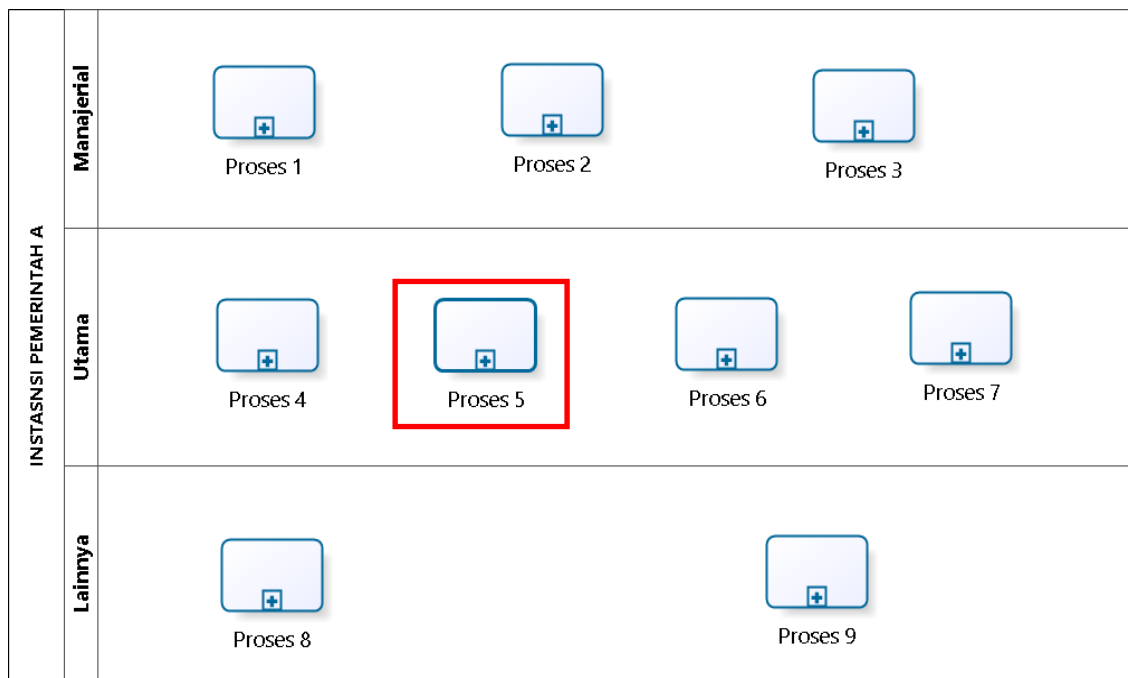 INSTASNSI PEMERINTAH A
Manajerial
Proses 1
Proses 2
Proses 3
Utama
Proses 4
Proses 5
Proses 6
Proses 7
Lainnya
Proses 8
Proses 9